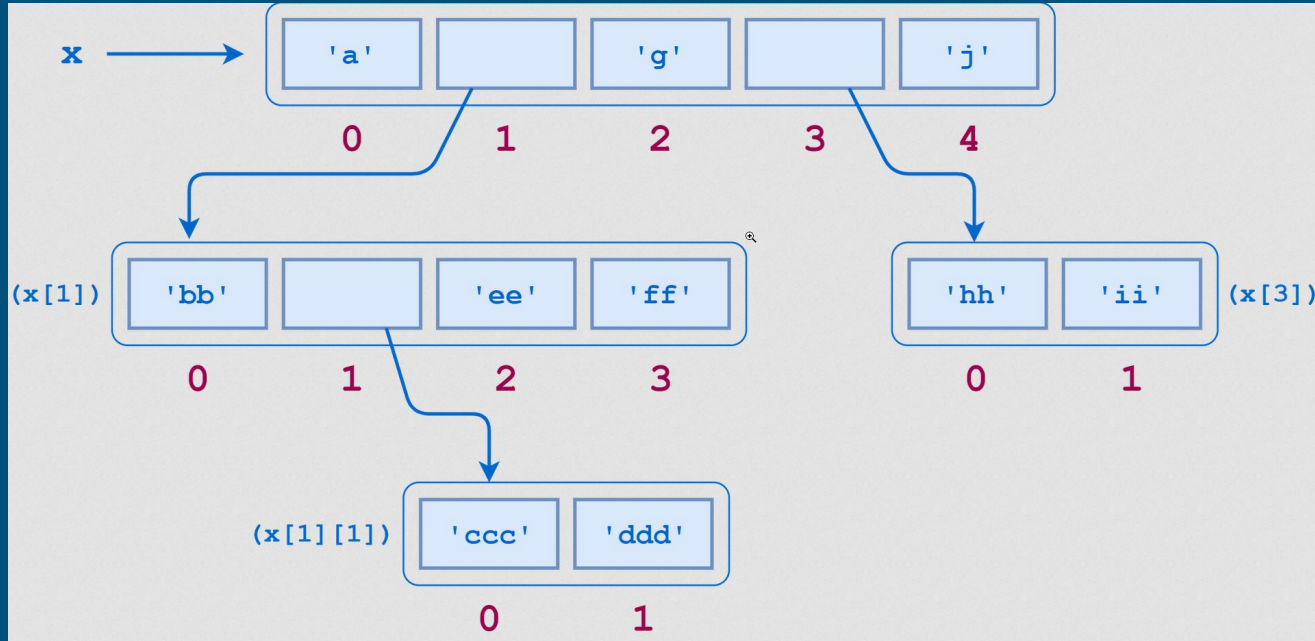 x 'a' 'g' 'j'
0 1 2 3 4
(x[1]) 'bb' 'ee' 'ff' 'hh' 'ii' (x[3])
0 1 2 3 0 1
(x[1][1]) 'ccc' 'ddd'
0 1